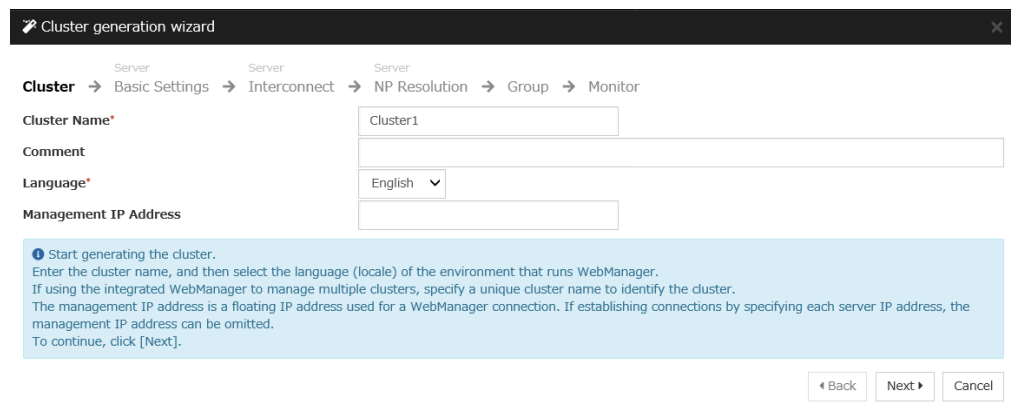 Cluster generation wizard
Server Server Server
Cluster → Basic Settings → Interconnect → NP Resolution → Group → Monitor
Cluster Name* Cluster1
Comment
Language* English
Management IP Address
Start generating the cluster.
Enter the cluster name, and then select the language (locale) of the environment that runs WebManager.
If using the integrated WebManager to manage multiple clusters, specify a unique cluster name to identify the cluster.
The management IP address is a floating IP address used for a WebManager connection. If establishing connections by specifying each server IP address, the
management IP address can be omitted.
To continue, click [Next].
Back Next Cancel